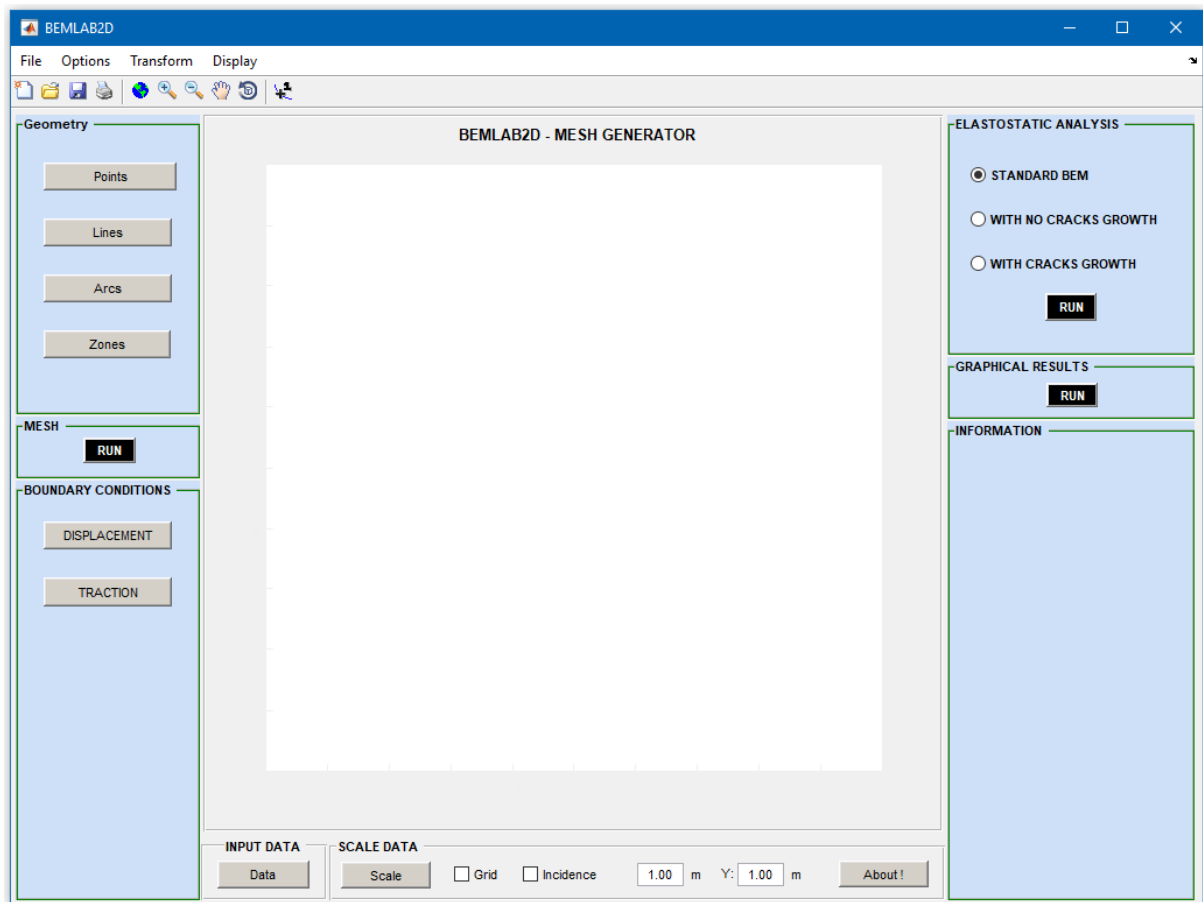 BEMLAB2D
File Options Transform Display
Geometry
Points
Lines
Arcs
Zones
MESH
RUN
BOUNDARY CONDITIONS
DISPLACEMENT
TRACTION
BEMLAB2D - MESH GENERATOR
INPUT DATA
Data
SCALE DATA
Scale Grid Incidence 1.00 m Y: 1.00 m About !
ELASTOSTATIC ANALYSIS
STANDARD BEM
WITH NO CRACKS GROWTH
WITH CRACKS GROWTH
RUN
GRAPHICAL RESULTS
RUN
INFORMATION